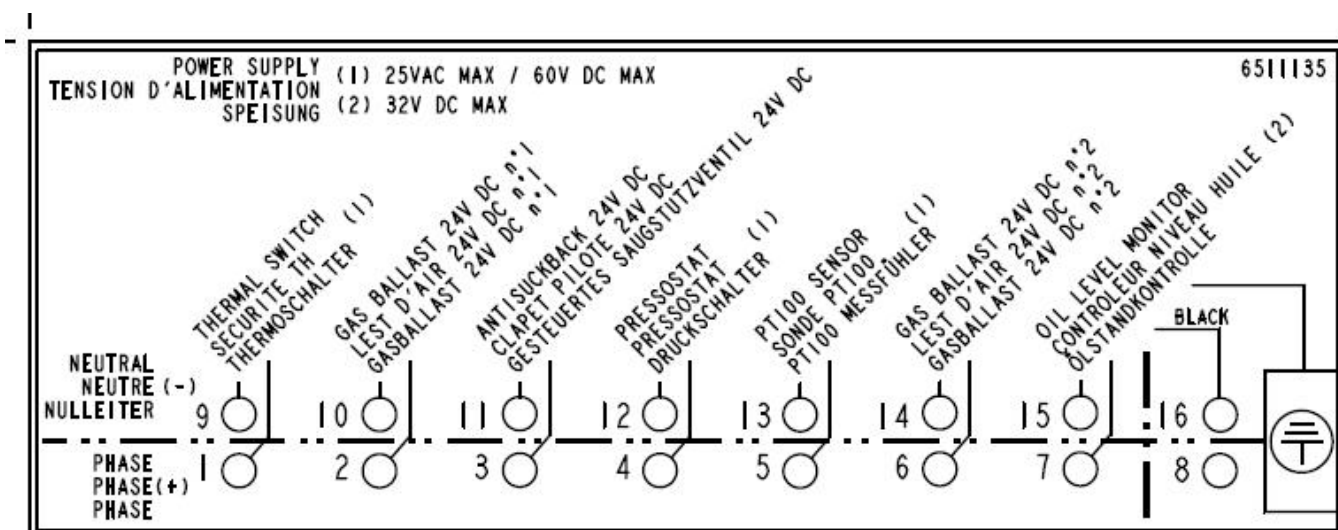 POWER SUPPLY (1) 25VAC MAX / 60V DC MAX
TENSION D'ALIMENTATION
SPEISUNG (2) 32V DC MAX
6511135
THERMAL SWITCH
SECURITE TH (1)
THERMOSCHALTER
GAS BALLAST 24V DC n°1
LEST D'AIR 24V DC n°1
GASBALLAST 24V DC n°1
ANTISUCKBACK 24V DC
CLAPET PILOTE 24V DC
GESTEUERTES SAUGSTUTZVENTIL 24V DC
PRESSOSTAT
PRESSOSTAT (1)
DRUCKSCHALTER
PT100 SENSOR
SONDE PT100. (1)
PT100 MESSFÜHLER
GAS BALLAST 24V DC n°2
LEST D'AIR 24V DC n°2
GASBALLAST 24V DC n°2
OIL LEVEL MONITOR
CONTROLEUR NIVEAU HUILE (2)
ÖLSTANDKONTROLLE
BLACK
NEUTRAL
NEUTRE (-)
NULLEITER
9 10 11 12 13 14 15 16
1 2 3 4 5 6 7 8
PHASE
PHASE(+)
PHASE